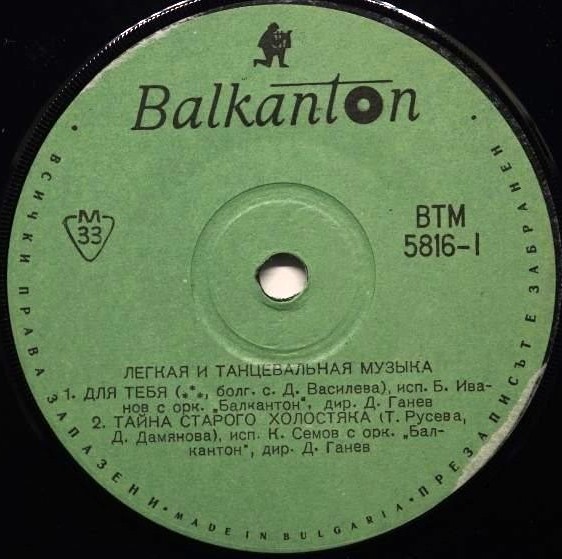 Balkanton
M
33
ВТМ
5816-I
ЛЕГКАЯ И ТАНЦЕВАЛЬНАЯ МУЗЫКА
1. ДЛЯ ТЕБЯ (***, болг. с. Д. Василева), исп. Б. Ива-
нов с орк. „Балкантон", дир. Д. Ганев
2. ТАЙНА СТАРОГО ХОЛОСТЯКА (Т. Русева,
Д. Дамянова), исп. К. Семов с орк. „Бал-
кантон", дир. Д. Ганев
• ВСИЧКИ ПРАВА ЗАПАЗЕНИ • MADE IN BULGARIA • ПРЕЗАПИСЪТ Е ЗАБРАНЕН •